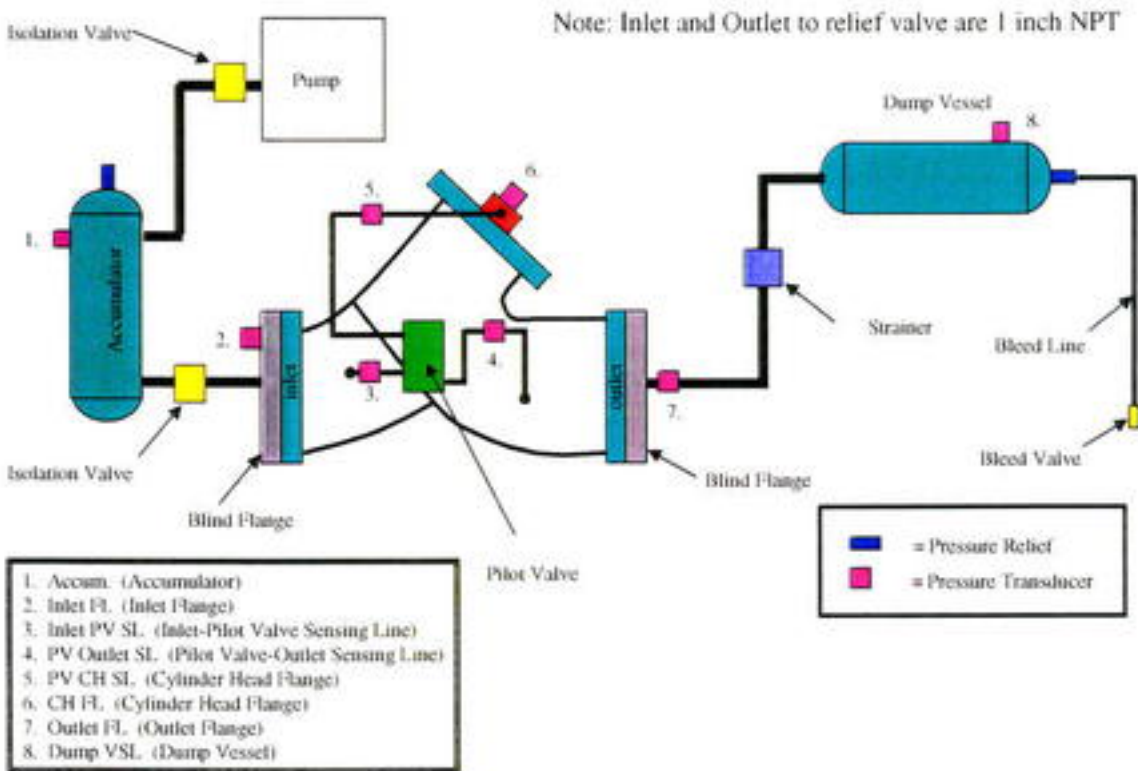 Note: Inlet and Outlet to relief valve are 1 inch NPT
Isolation Valve
Pump
Dump Vessel
8.
6.
5.
1.
Accumulator
2.
inlet
3.
4.
outlet
7.
Strainer
Bleed Line
Isolation Valve
Blind Flange
Blind Flange
Bleed Valve
Pilot Valve
= Pressure Relief
= Pressure Transducer
1. Accum. (Accumulator)
2. Inlet FL (Inlet Flange)
3. Inlet PV SL (Inlet-Pilot Valve Sensing Line)
4. PV Outlet SL (Pilot Valve-Outlet Sensing Line)
5. PV CH SL (Cylinder Head Flange)
6. CH FL (Cylinder Head Flange)
7. Outlet FL (Outlet Flange)
8. Dump VSL (Dump Vessel)